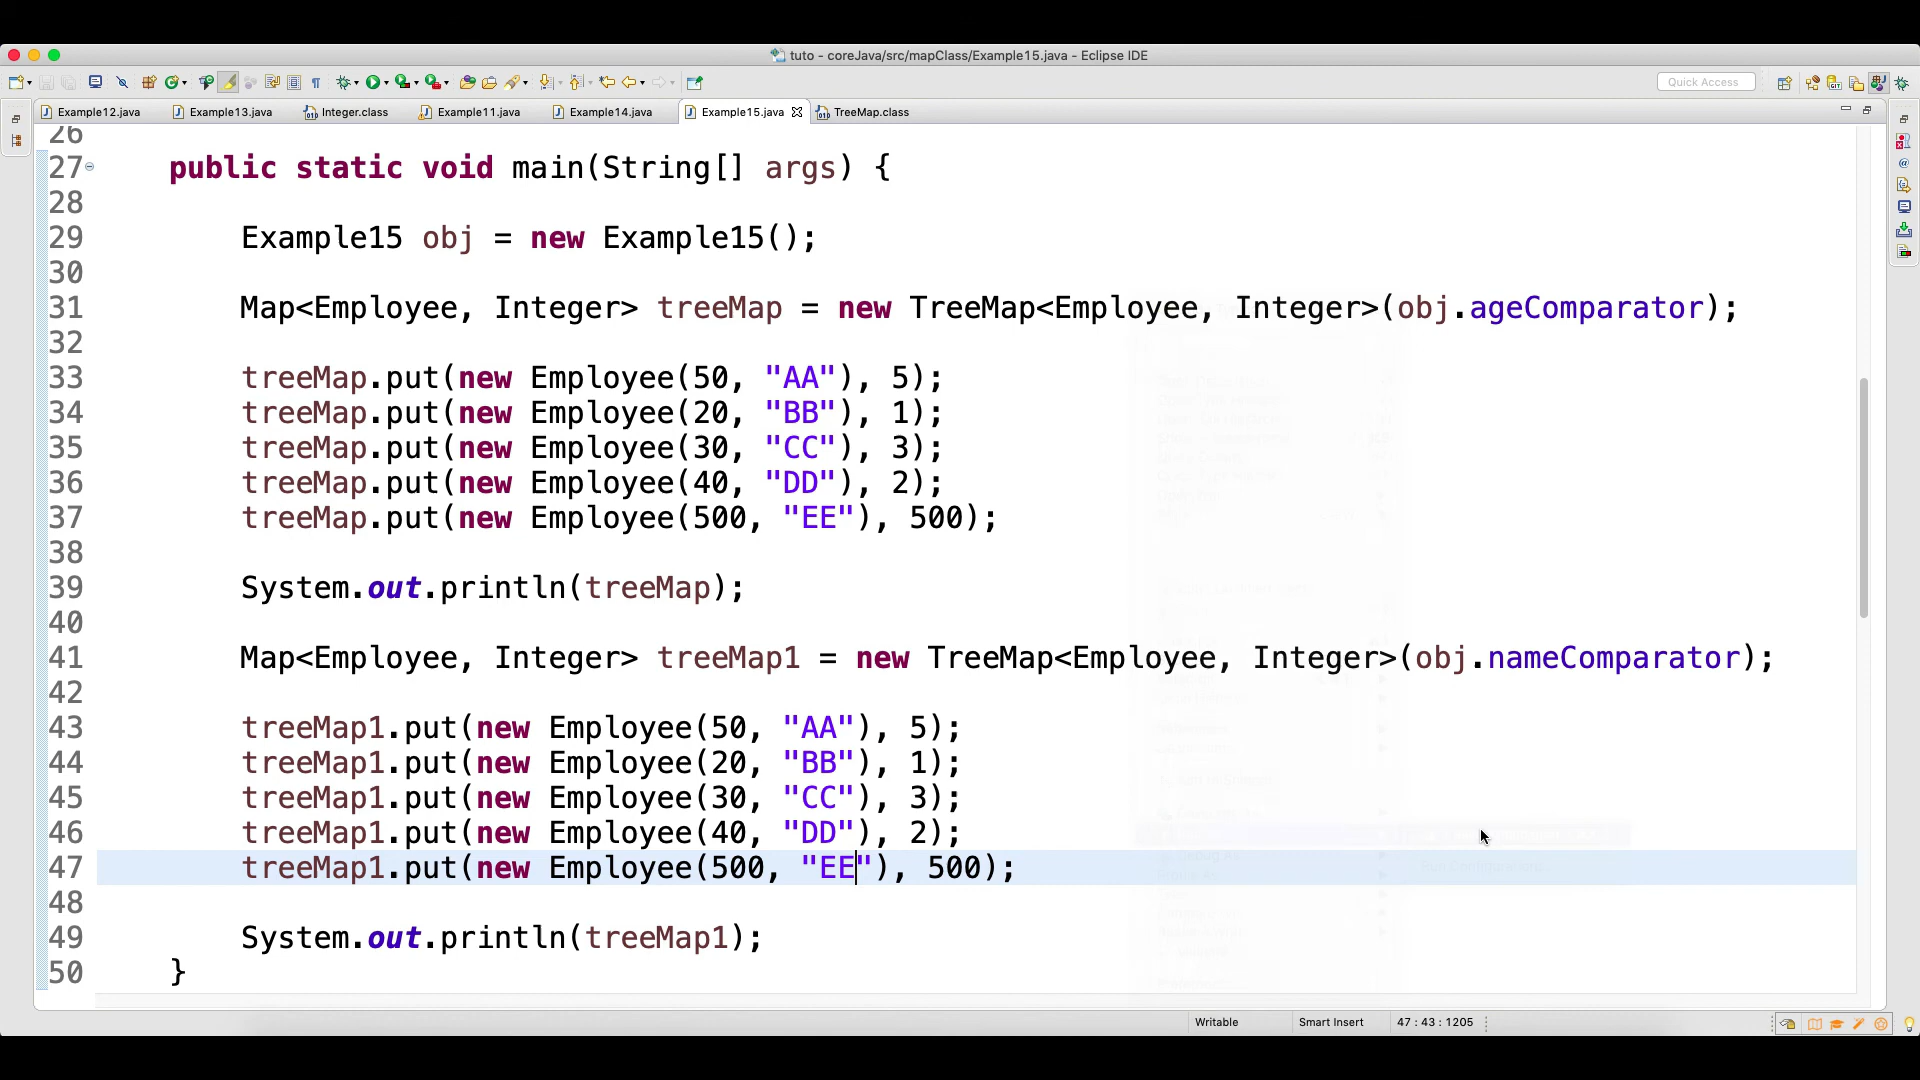 tuto - coreJava/src/mapClass/Example15.java - Eclipse IDE
Quick Access
Example12.java Example13.java Integer.class Example11.java Example14.java Example15.java TreeMap.class
26
27 public static void main(String[] args) {
28
29 Example15 obj = new Example15();
30
31 Map<Employee, Integer> treeMap = new TreeMap<Employee, Integer>(obj.ageComparator);
32
33 treeMap.put(new Employee(50, "AA"), 5);
34 treeMap.put(new Employee(20, "BB"), 1);
35 treeMap.put(new Employee(30, "CC"), 3);
36 treeMap.put(new Employee(40, "DD"), 2);
37 treeMap.put(new Employee(500, "EE"), 500);
38
39 System.out.println(treeMap);
40
41 Map<Employee, Integer> treeMap1 = new TreeMap<Employee, Integer>(obj.nameComparator);
42
43 treeMap1.put(new Employee(50, "AA"), 5);
44 treeMap1.put(new Employee(20, "BB"), 1);
45 treeMap1.put(new Employee(30, "CC"), 3);
46 treeMap1.put(new Employee(40, "DD"), 2);
47 treeMap1.put(new Employee(500, "EE"), 500);
48
49 System.out.println(treeMap1);
50 }
Writable Smart Insert 47 : 43 : 1205